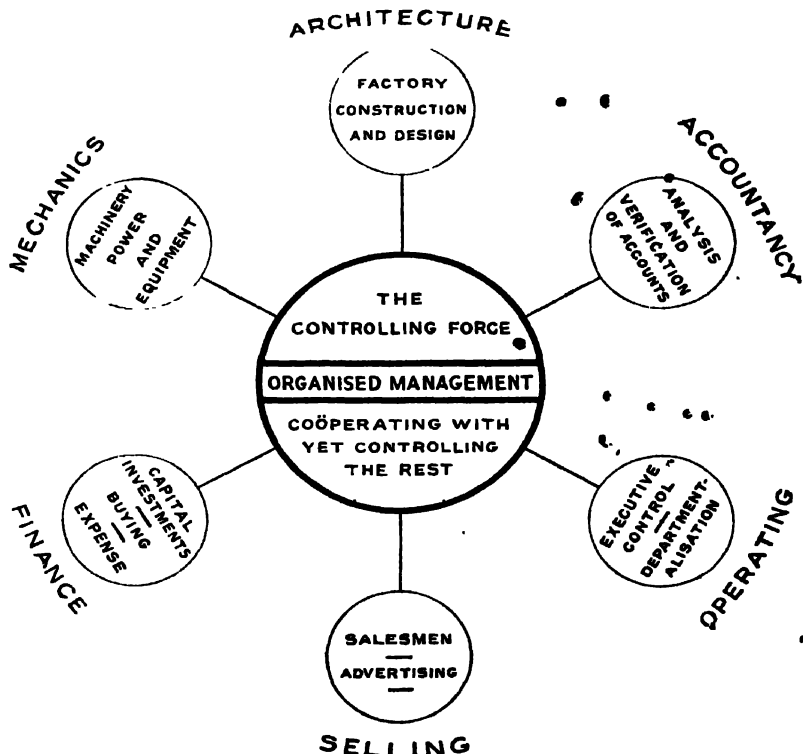 ARCHITECTURE
FACTORY
CONSTRUCTION
AND DESIGN
MECHANICS
MACHINERY
POWER
AND
EQUIPMENT
ACCOUNTANCY
ANALYSIS
AND
VERIFICATION
OF ACCOUNTS
THE
CONTROLLING FORCE
ORGANISED MANAGEMENT
COÖPERATING WITH
YET CONTROLLING
THE REST
FINANCE
CAPITAL
INVESTMENTS
BUYING
EXPENSE
OPERATING
EXECUTIVE
CONTROL
DEPARTMENT-
ALISATION
SALESMEN
ADVERTISING
SELLING